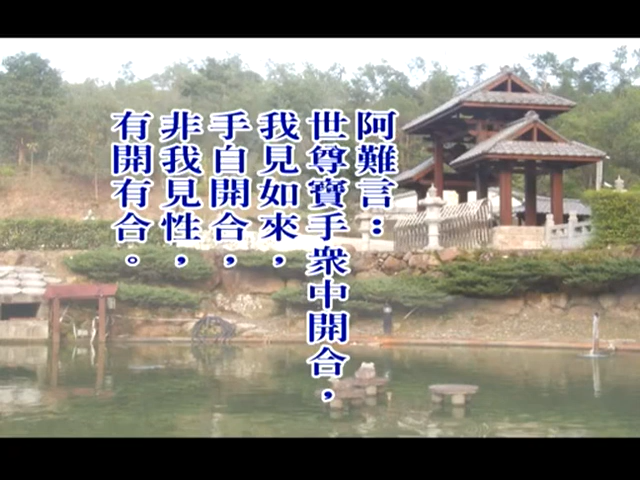 阿難言：
世尊寶手眾中開合，
我見如來，
手自開合，
非我見性，
有開有合。